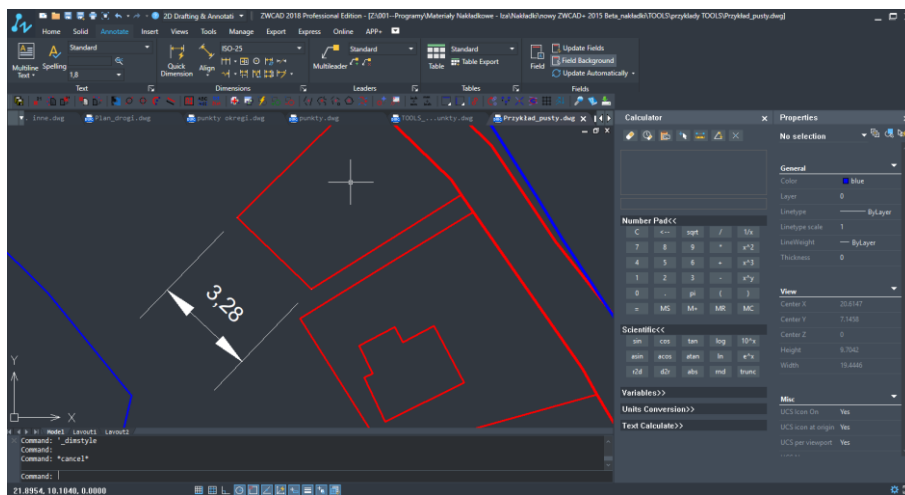 2D Drafting & Annotati
ZWCAD 2018 Professional Edition - [Z:\001--Programy\Materiały Nakładkowe - Iza\Nakładki\nowy ZWCAD+ 2015 Beta_nakładki\TOOLS\przyklady TOOLS\Przykład_pusty.dwg]
Home Solid Annotate Insert Views Tools Manage Export Express Online APP+
Multiline Text
Spelling
Standard
1,0
Quick Dimension
Align
ISO-25
Multileader
Standard
Table
Standard
Table Export
Field
Update Fields
Field Background
Update Automatically
Text Dimensions Leaders Tables Fields
inne.dwg Plan_drogi.dwg punkty okregi.dwg punkty.dwg TOOLS_...unkty.dwg Przykład_pusty.dwg
3,28
Y
X
Model Layout1 Layout2
Command: '_dimstyle
Command:
Command: *cancel*
Command:
21.8954, 10.1040, 0.0000
Calculator
Number Pad<<
C <-- sqrt / 1/x
7 8 9 * x^2
4 5 6 + x^3
1 2 3 - x^y
0 . pi ( )
= MS M+ MR MC
Scientific<<
sin cos tan log 10^x
asin acos atan ln e^x
r2d d2r abs rnd trunc
Variables>>
Units Conversion>>
Text Calculate>>
Properties
No selection
General
Color blue
Layer 0
Linetype ByLayer
Linetype scale 1
LineWeight ByLayer
Thickness 0
View
Center X 20.6147
Center Y 7.1458
Center Z 0
Height 9.7042
Width 18.4446
Misc
UCS Icon On Yes
UCS icon at origin Yes
UCS per viewport Yes